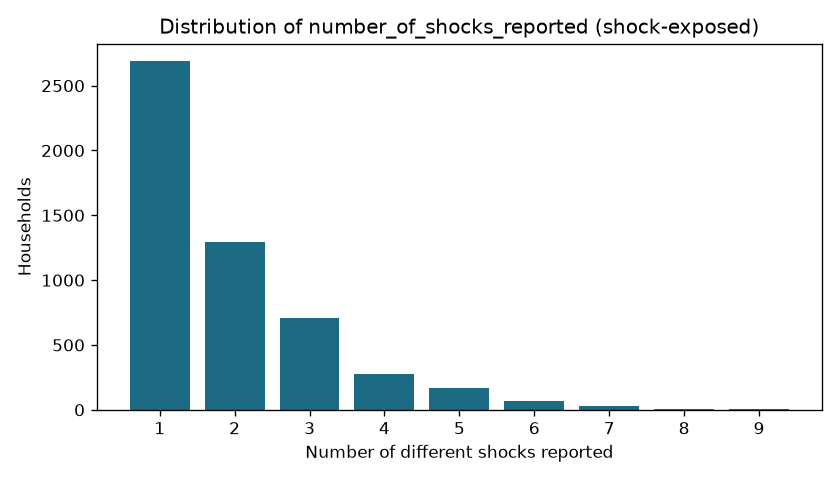 Distribution of number_of_shocks_reported (shock-exposed)
Households
2500
2000
1500
1000
500
0
1 2 3 4 5 6 7 8 9
Number of different shocks reported